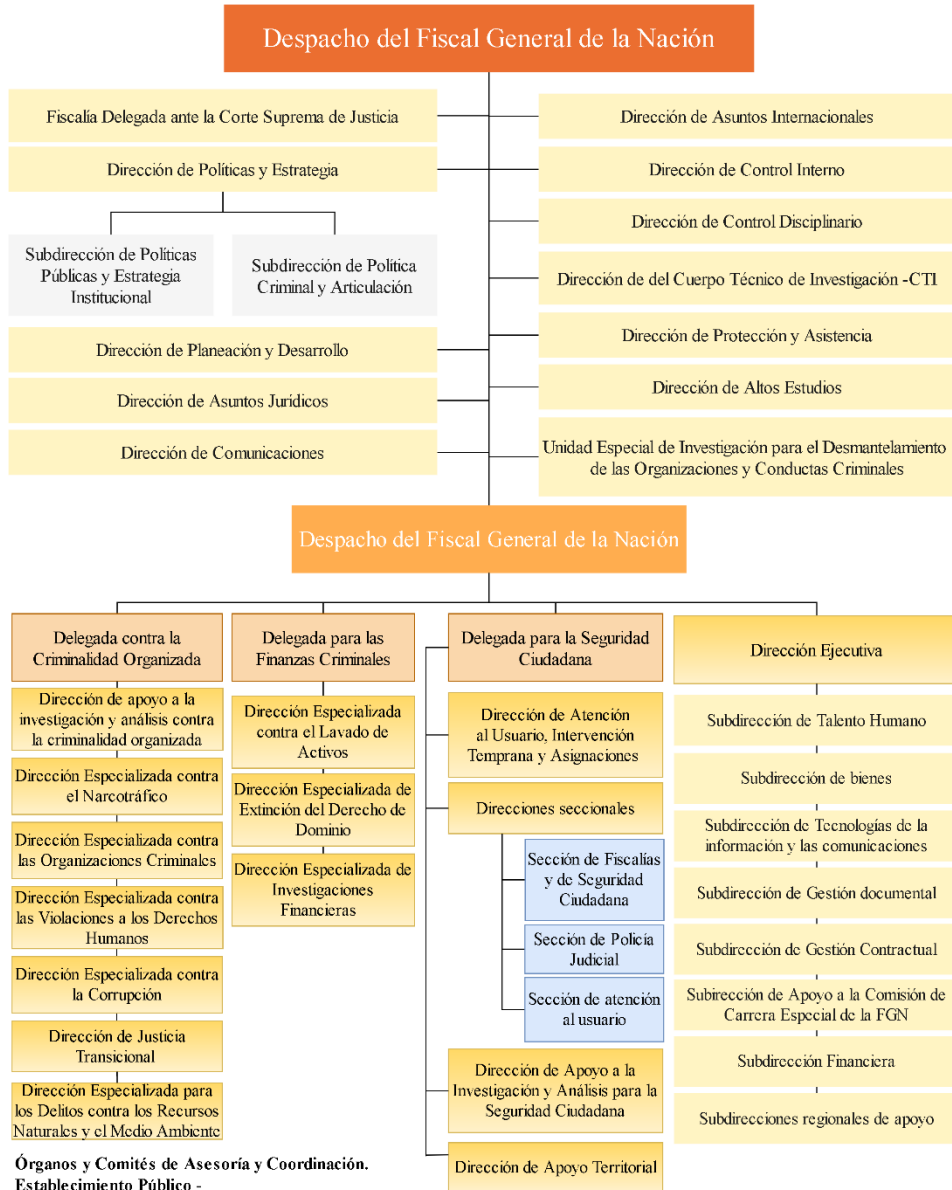 Despacho del Fiscal General de la Nación
Fiscalía Delegada ante la Corte Suprema de Justicia
Dirección de Políticas y Estrategia
Subdirección de Políticas
Públicas y Estrategia
Institucional
Subdirección de Política
Criminal y Articulación
Dirección de Planeación y Desarrollo
Dirección de Asuntos Jurídicos
Dirección de Comunicaciones
Dirección de Asuntos Internacionales
Dirección de Control Interno
Dirección de Control Disciplinario
Dirección de del Cuerpo Técnico de Investigación -CTI
Dirección de Protección y Asistencia
Dirección de Altos Estudios
Unidad Especial de Investigación para el Desmantelamiento
de las Organizaciones y Conductas Criminales
Despacho del Fiscal General de la Nación
Delegada contra la
Criminalidad Organizada
Dirección de apoyo a la
investigación y análisis contra
la criminalidad organizada
Dirección Especializada contra
el Narcotráfico
Dirección Especializada contra
las Organizaciones Criminales
Dirección Especializada contra
las Violaciones a los Derechos
Humanos
Dirección Especializada contra
la Corrupción
Dirección de Justicia
Transicional
Dirección Especializada para
los Delitos contra los Recursos
Naturales y el Medio Ambiente
Delegada para las
Finanzas Criminales
Dirección Especializada
contra el Lavado de
Activos
Dirección Especializada de
Extinción del Derecho de
Dominio
Dirección Especializada de
Investigaciones
Financieras
Delegada para la Seguridad
Ciudadana
Dirección de Atención
al Usuario, Intervención
Temprana y Asignaciones
Direcciones seccionales
Sección de Fiscalías
y de Seguridad
Ciudadana
Sección de Policía
Judicial
Sección de atención
al usuario
Dirección de Apoyo a la
Investigación y Análisis para la
Seguridad Ciudadana
Dirección de Apoyo Territorial
Dirección Ejecutiva
Subdirección de Talento Humano
Subdirección de bienes
Subdirección de Tecnologías de la
información y las comunicaciones
Subdirección de Gestión documental
Subdirección de Gestión Contractual
Subirección de Apoyo a la Comisión de
Carrera Especial de la FGN
Subdirección Financiera
Subdirecciones regionales de apoyo
Órganos y Comités de Asesoría y Coordinación.
Establecimiento Público -